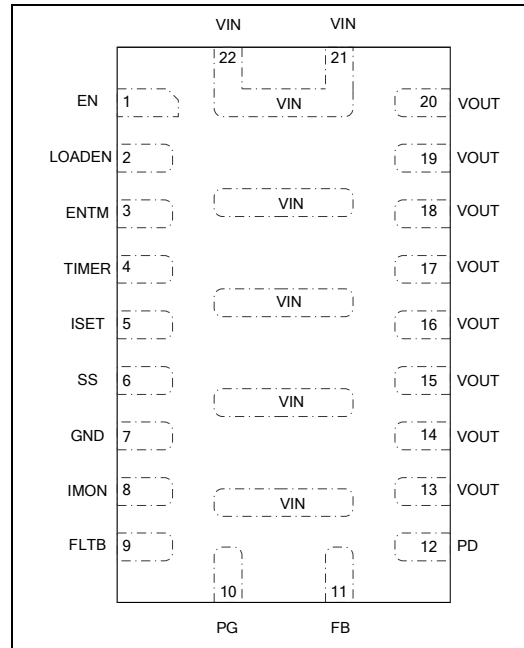 VIN VIN
22 21
EN 1 VIN 20 VOUT
LOADEN 2 19 VOUT
ENTM 3 VIN 18 VOUT
TIMER 4 17 VOUT
VIN
ISET 5 16 VOUT
SS 6 15 VOUT
VIN
GND 7 14 VOUT
IMON 8 13 VOUT
VIN
FLTB 9 12 PD
10 11
PG FB